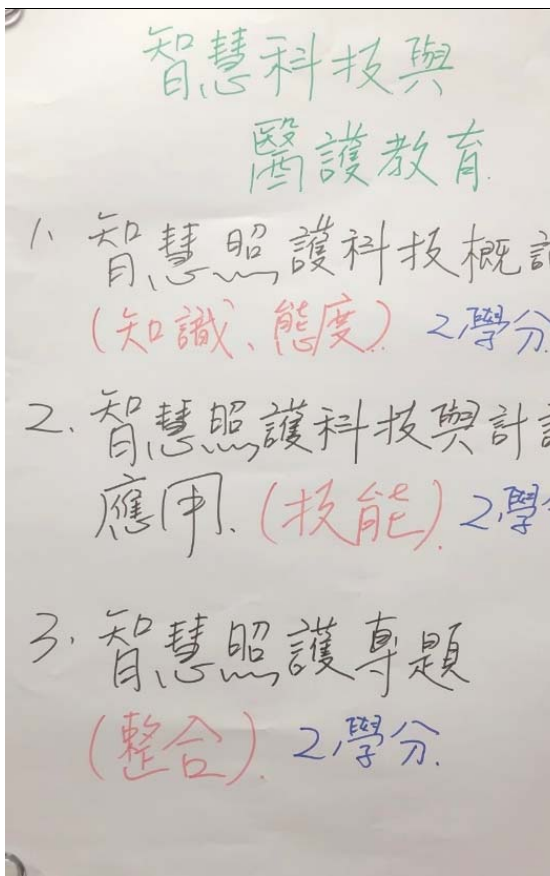 智慧科技與
醫護教育.
1、智慧照護科技概
(知識、態度). 2學分.
2. 智慧照護科技與計
應用. (技能). 2學
3. 智慧照護專題
(整合). 2學分.